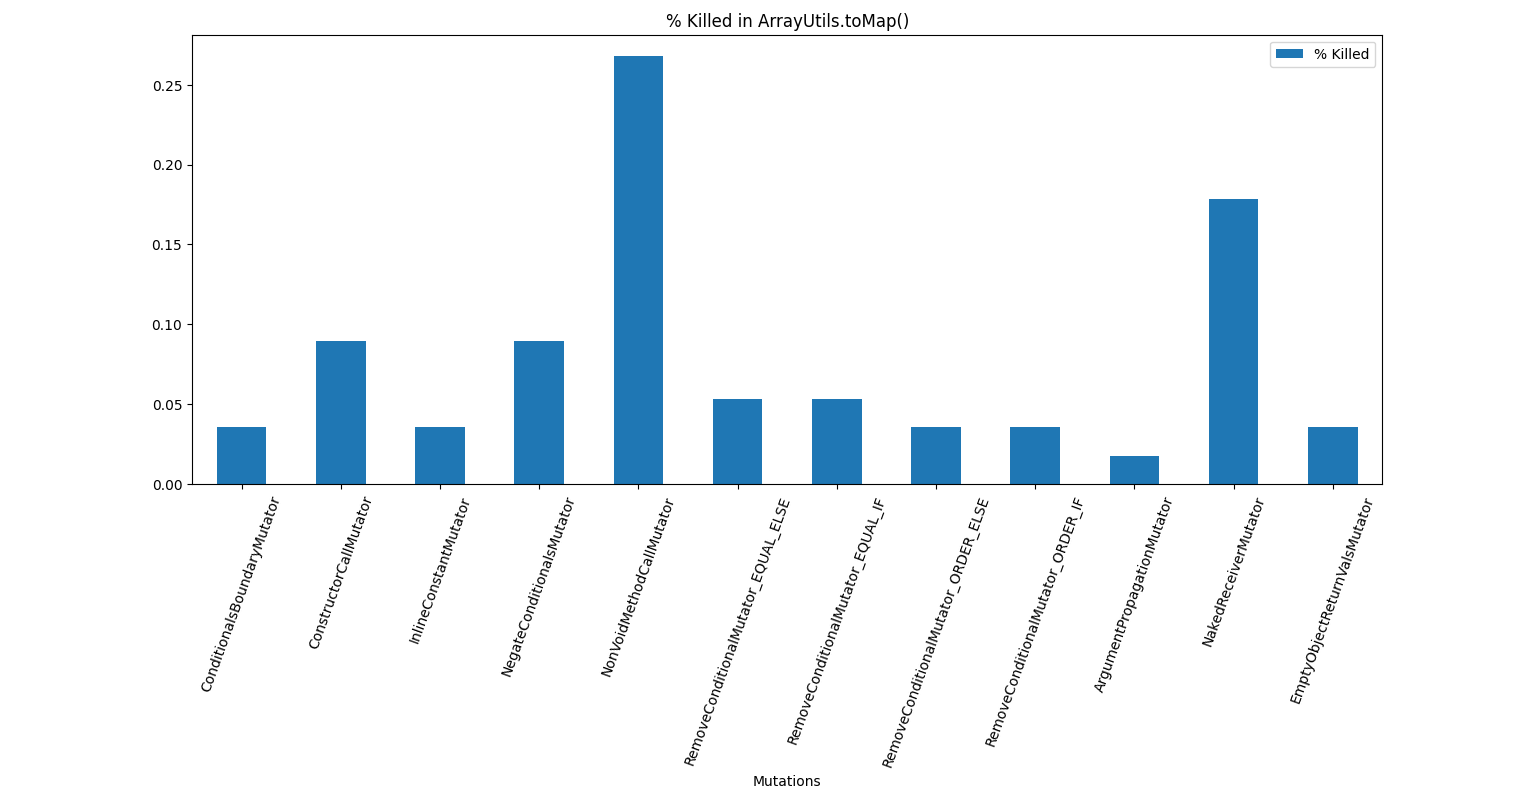 % Killed in ArrayUtils.toMap()
% Killed
0.25
0.20
0.15
0.10
0.05
0.00
ConditionalsBoundaryMutator
ConstructorCallMutator
InlineConstantMutator
NegateConditionalsMutator
NonVoidMethodCallMutator
RemoveConditionalMutator_EQUAL_ELSE
RemoveConditionalMutator_EQUAL_IF
RemoveConditionalMutator_ORDER_ELSE
RemoveConditionalMutator_ORDER_IF
ArgumentPropagationMutator
NakedReceiverMutator
EmptyObjectReturnValsMutator
Mutations